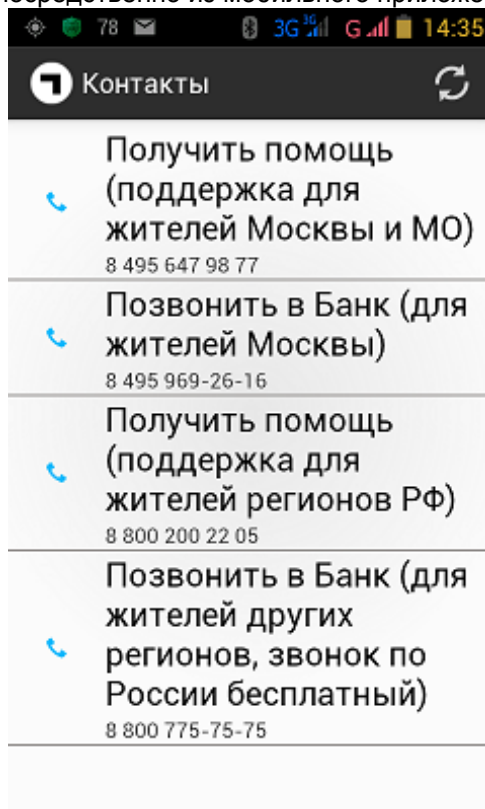 78 3G 3G G 14:35
Контакты
Получить помощь
(поддержка для
жителей Москвы и МО)
8 495 647 98 77
Позвонить в Банк (для
жителей Москвы)
8 495 969-26-16
Получить помощь
(поддержка для
жителей регионов РФ)
8 800 200 22 05
Позвонить в Банк (для
жителей других
регионов, звонок по
России бесплатный)
8 800 775-75-75